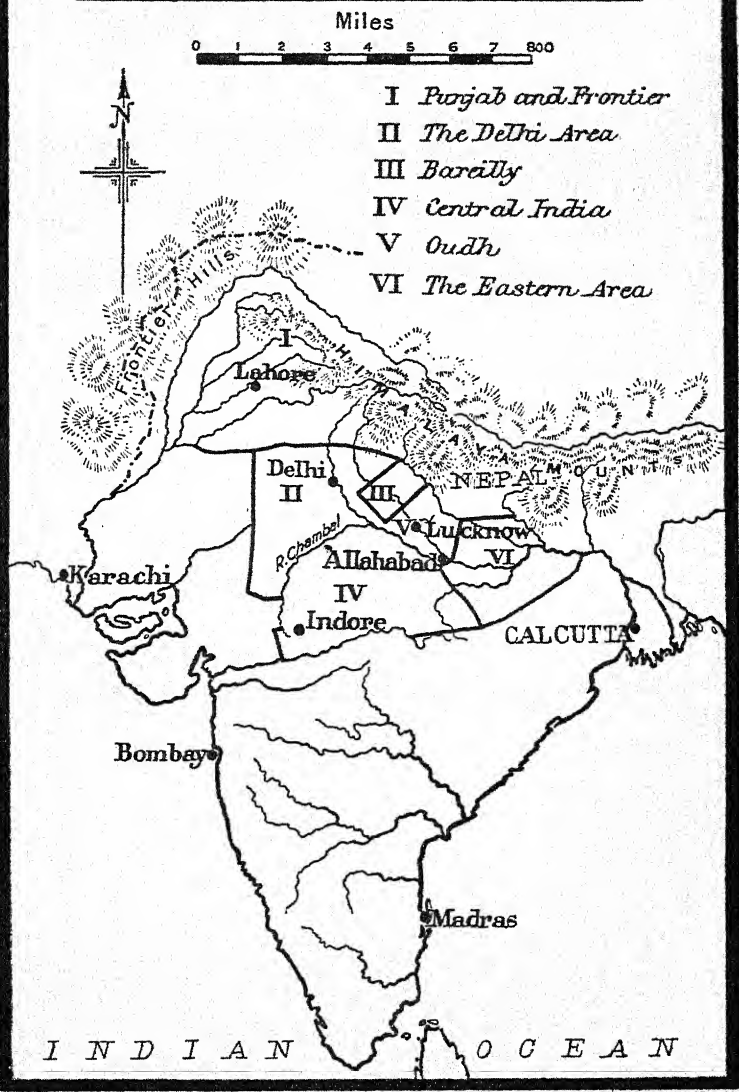 Miles
0 1 2 3 4 5 6 7 800
I Punjab and Frontier
II The Delhi Area
III Bareilly
IV Central India
V Oudh
VI The Eastern Area
N
Frontier Hills
I
HIMALAYA MOUNTS
Lahore
NEPAL
Delhi
II
III
V
Lucknow
R. Chambal
Allahabad
VI
Karachi
IV
Indore
CALCUTTA
Bombay
Madras
INDIAN OCEAN